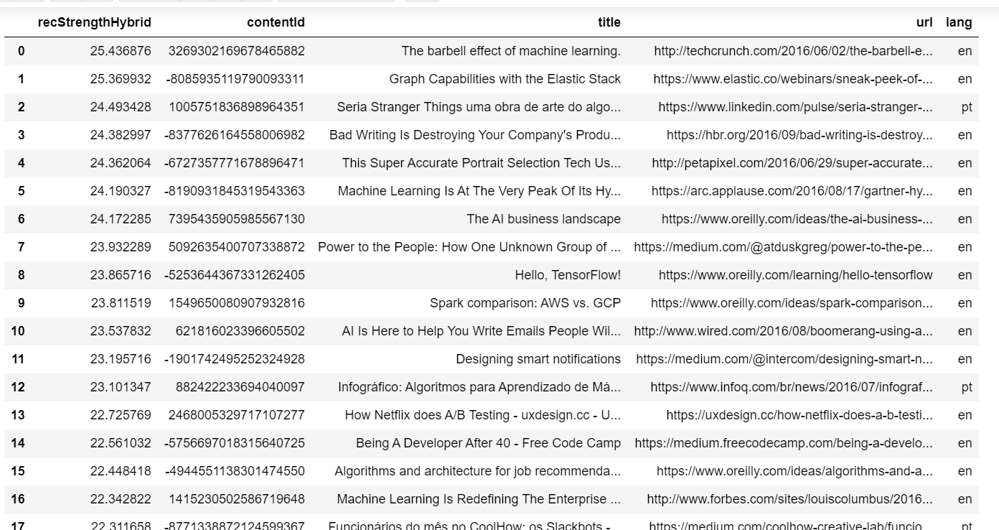 recStrengthHybrid contentId title url lang
0 25.436876 3269302169678465882 The barbell effect of machine learning. http://techcrunch.com/2016/06/02/the-barbell-e... en
1 25.369932 -8085935119790093311 Graph Capabilities with the Elastic Stack https://www.elastic.co/webinars/sneak-peek-of-... en
2 24.493428 1005751836898964351 Seria Stranger Things uma obra de arte do algo... https://www.linkedin.com/pulse/seria-stranger-... pt
3 24.382997 -8377626164558006982 Bad Writing Is Destroying Your Company's Produ... https://hbr.org/2016/09/bad-writing-is-destroy... en
4 24.362064 -6727357771678896471 This Super Accurate Portrait Selection Tech Us... http://petapixel.com/2016/06/29/super-accurate... en
5 24.190327 -8190931845319543363 Machine Learning Is At The Very Peak Of Its Hy... https://arc.applause.com/2016/08/17/gartner-hy... en
6 24.172285 7395435905985567130 The AI business landscape https://www.oreilly.com/ideas/the-ai-business-... en
7 23.932289 5092635400707338872 Power to the People: How One Unknown Group of ... https://medium.com/@atduskgreg/power-to-the-pe... en
8 23.865716 -5253644367331262405 Hello, TensorFlow! https://www.oreilly.com/learning/hello-tensorflow en
9 23.811519 1549650080907932816 Spark comparison: AWS vs. GCP https://www.oreilly.com/ideas/spark-comparison... en
10 23.537832 621816023396605502 AI Is Here to Help You Write Emails People Wil... http://www.wired.com/2016/08/boomerang-using-a... en
11 23.195716 -1901742495252324928 Designing smart notifications https://medium.com/@intercom/designing-smart-n... en
12 23.101347 882422233694040097 Infográfico: Algoritmos para Aprendizado de Má... https://www.infoq.com/br/news/2016/07/infograf... pt
13 22.725769 2468005329717107277 How Netflix does A/B Testing - uxdesign.cc - U... https://uxdesign.cc/how-netflix-does-a-b-testi... en
14 22.561032 -5756697018315640725 Being A Developer After 40 - Free Code Camp https://medium.freecodecamp.com/being-a-develo... en
15 22.448418 -4944551138301474550 Algorithms and architecture for job recommenda... https://www.oreilly.com/ideas/algorithms-and-a... en
16 22.342822 1415230502586719648 Machine Learning Is Redefining The Enterprise ... http://www.forbes.com/sites/louiscolumbus/2016... en
17 22.311658 -8771338872124599367 Funcionários do mês no CoolHow: os Slackbots - https://medium.com/coolhow-creative-lab/funcio... pt